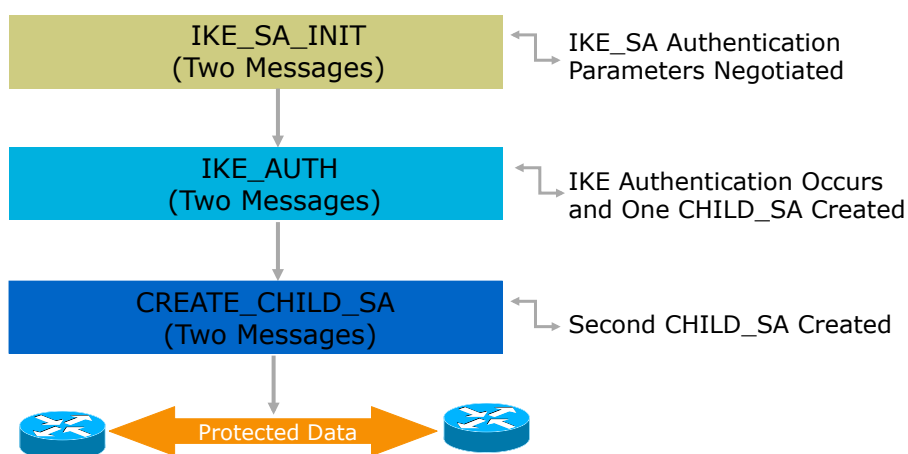 IKE_SA_INIT
(Two Messages)
IKE_SA Authentication
Parameters Negotiated
IKE_AUTH
(Two Messages)
IKE Authentication Occurs
and One CHILD_SA Created
CREATE_CHILD_SA
(Two Messages)
Second CHILD_SA Created
Protected Data